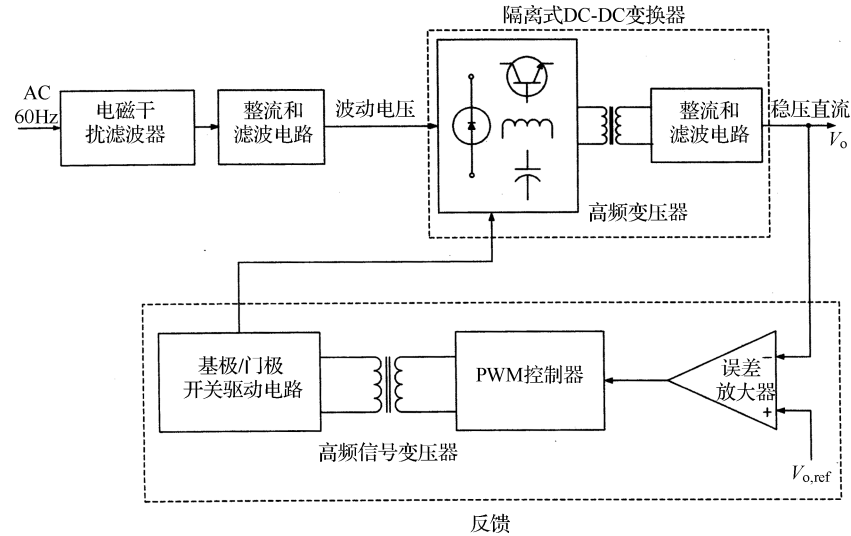 隔离式DC-DC变换器
AC
60Hz
电磁干
扰滤波器
整流和
滤波电路
波动电压
整流和
滤波电路
稳压直流
Vo
高频变压器
基极/门极
开关驱动电路
PWM控制器
误差
放大器
−
+
高频信号变压器
Vo,ref
反馈